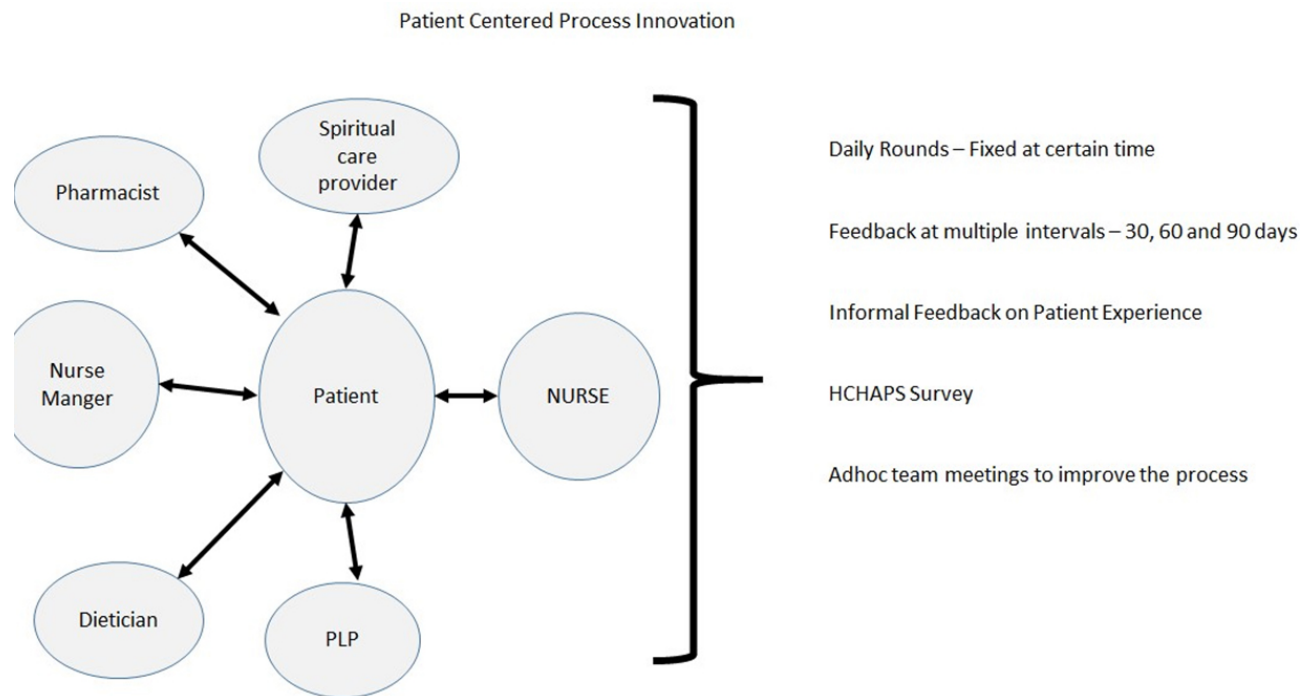 Patient Centered Process Innovation
Spiritual
care
provider
Pharmacist
Nurse
Manger
Patient
NURSE
Dietician
PLP
Daily Rounds – Fixed at certain time
Feedback at multiple intervals – 30, 60 and 90 days
Informal Feedback on Patient Experience
HCHAPS Survey
Adhoc team meetings to improve the process